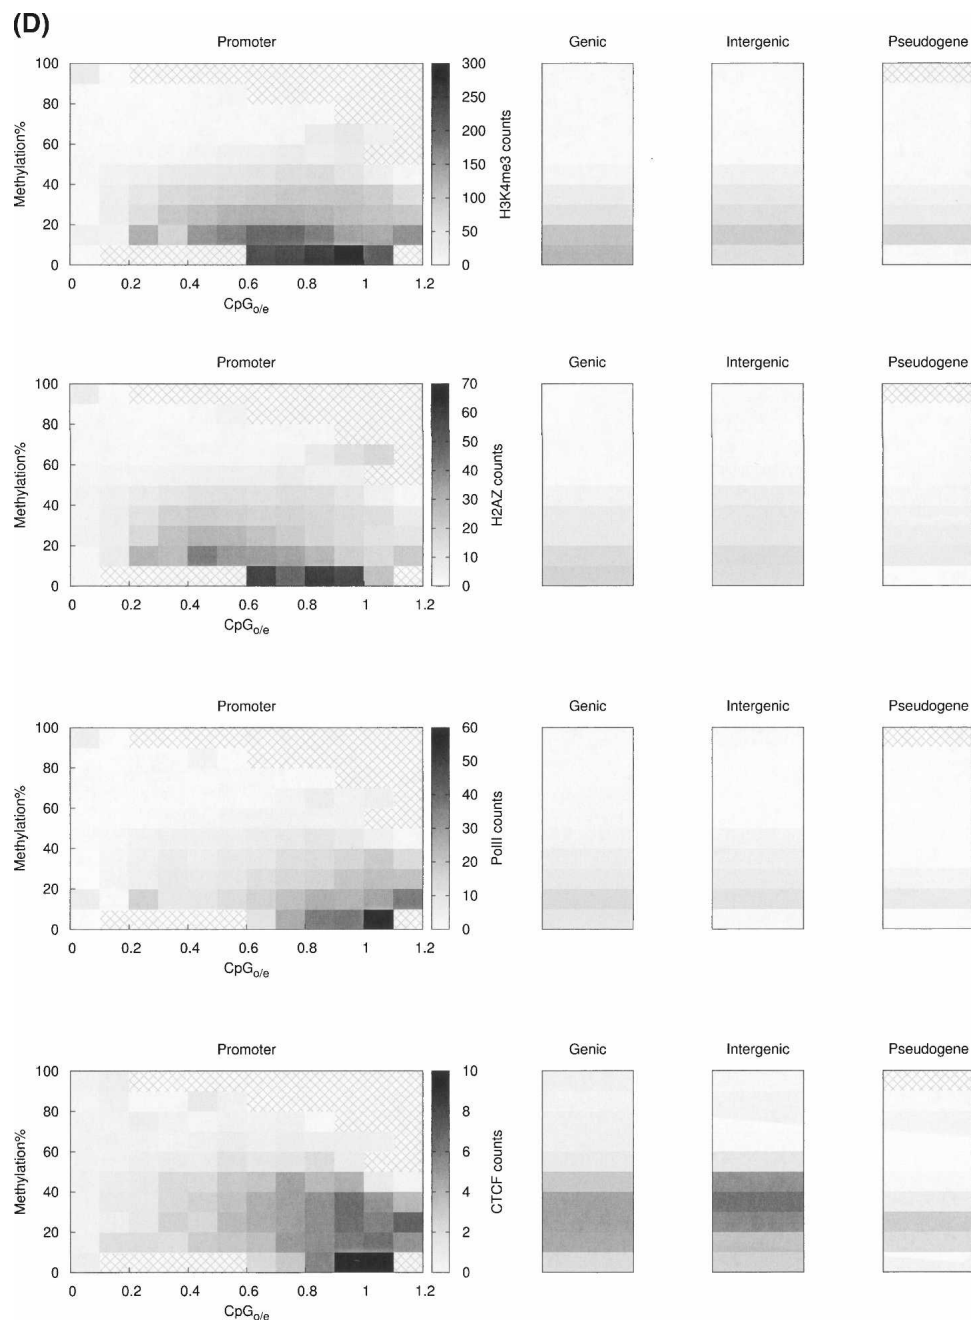 (D)
Promoter Genic Intergenic Pseudogene
100
80
60
40
20
0
Methylation%
0 0.2 0.4 0.6 0.8 1 1.2
CpGo/e
300
250
200
150
100
50
0
H3K4me3 counts
Promoter Genic Intergenic Pseudogene
100
80
60
40
20
0
Methylation%
0 0.2 0.4 0.6 0.8 1 1.2
CpGo/e
70
60
50
40
30
20
10
0
H2AZ counts
Promoter Genic Intergenic Pseudogene
100
80
60
40
20
0
Methylation%
0 0.2 0.4 0.6 0.8 1 1.2
CpGo/e
60
50
40
30
20
10
0
PolII counts
Promoter Genic Intergenic Pseudogene
100
80
60
40
20
0
Methylation%
0 0.2 0.4 0.6 0.8 1 1.2
CpGo/e
10
8
6
4
2
0
CTCF counts